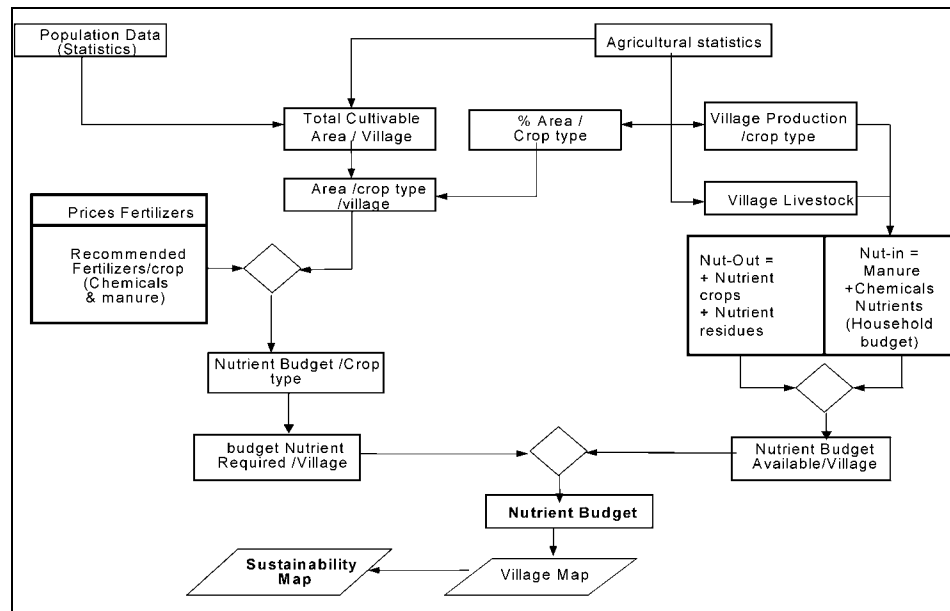 Population Data
(Statistics)
Agricultural statistics
Total Cultivable
Area / Village
% Area /
Crop type
Village Production
/crop type
Area /crop type
/village
Village Livestock
Prices Fertilizers
Recommended
Fertilizers/crop
(Chemicals
& manure)
Nut-Out =
+ Nutrient
crops
+ Nutrient
residues
Nut-in =
Manure
+Chemicals
Nutrients
(Household
budget)
Nutrient Budget /Crop
type
budget Nutrient
Required /Village
Nutrient Budget
Available/Village
Nutrient Budget
Sustainability
Map
Village Map